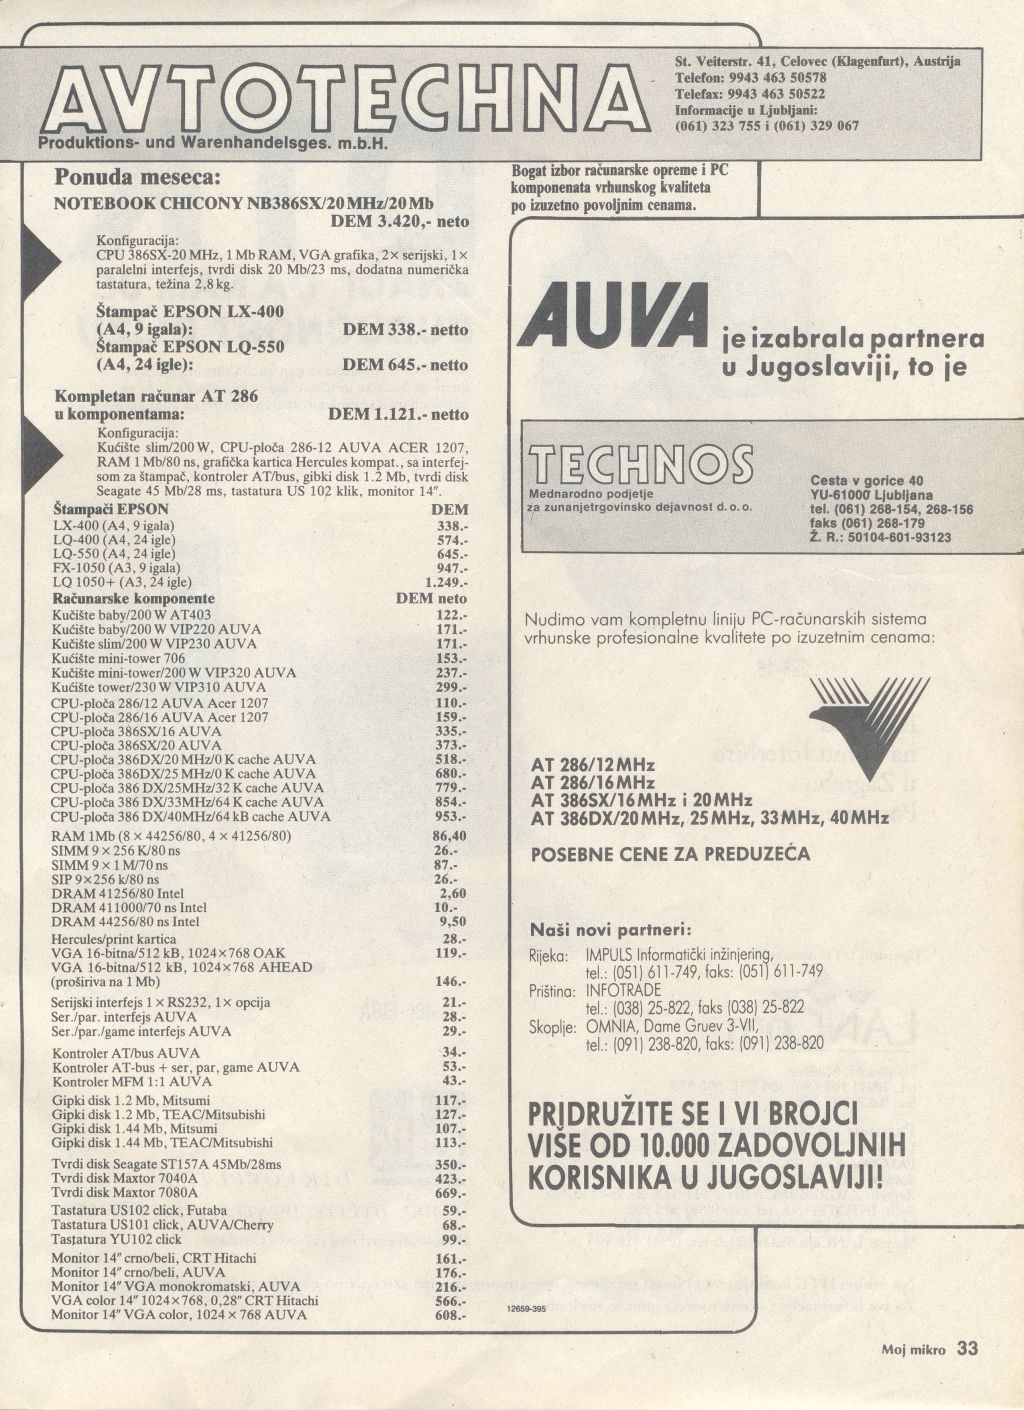 AVTOTECHNA
Produktions- und Warenhandelsges. m.b.H.
St. Veiterstr. 41, Celovec (Klagenfurt), Austrija
Telefon: 9943 463 50578
Telefax: 9943 463 50522
Informacije u Ljubljani:
(061) 323 755 i (061) 329 067
Bogat izbor računarske opreme i PC
komponenata vrhunskog kvaliteta
po izuzetno povoljnim cenama.
Ponuda meseca:
NOTEBOOK CHICONY NB386SX/20 MHz/20 Mb
DEM 3.420,- neto
Konfiguracija:
CPU 386SX-20 MHz, 1 Mb RAM, VGA grafika, 2× serijski, 1×
paralelni interfejs, tvrdi disk 20 Mb/23 ms, dodatna numerička
tastatura, težina 2,8 kg.
Štampač EPSON LX-400
(A4, 9 igala): DEM 338.- netto
Štampač EPSON LQ-550
(A4, 24 igle): DEM 645.- netto
Kompletan računar AT 286
u komponentama: DEM 1.121.- netto
Konfiguracija:
Kućište slim/200 W, CPU-ploča 286-12 AUVA ACER 1207,
RAM 1 Mb/80 ns, grafička kartica Hercules kompat., sa interfej-
som za štampač, kontroler AT/bus, gibki disk 1.2 Mb, tvrdi disk
Seagate 45 Mb/28 ms, tastatura US 102 klik, monitor 14".
Štampači EPSON DEM
LX-400 (A4, 9 igala) 338.-
LQ-400 (A4, 24 igle) 574.-
LQ-550 (A4, 24 igle) 645.-
FX-1050 (A3, 9 igala) 947.-
LQ 1050+ (A3, 24 igle) 1.249.-
Računarske komponente DEM neto
Kučište baby/200 W AT403 122.-
Kučište baby/200 W VIP220 AUVA 171.-
Kučište slim/200 W VIP230 AUVA 171.-
Kučište mini-tower 706 153.-
Kučište mini-tower/200 W VIP320 AUVA 237.-
Kućište tower/230 W VIP310 AUVA 299.-
CPU-ploča 286/12 AUVA Acer 1207 110.-
CPU-ploča 286/16 AUVA Acer 1207 159.-
CPU-ploča 386SX/16 AUVA 335.-
CPU-ploča 386SX/20 AUVA 373.-
CPU-ploča 386DX/20 MHz/0 K cache AUVA 518.-
CPU-ploča 386DX/25 MHz/0 K cache AUVA 680.-
CPU-ploča 386 DX/25MHz/32 K cache AUVA 779.-
CPU-ploča 386 DX/33MHz/64 K cache AUVA 854.-
CPU-ploča 386 DX/40MHz/64 kB cache AUVA 953.-
RAM 1Mb (8 × 44256/80, 4 × 41256/80) 86,40
SIMM 9 × 256 K/80 ns 26.-
SIMM 9 × 1 M/70 ns 87.-
SIP 9×256 k/80 ns 26.-
DRAM 41256/80 Intel 2,60
DRAM 411000/70 ns Intel 10.-
DRAM 44256/80 ns Intel 9,50
Hercules/print kartica 28.-
VGA 16-bitna/512 kB, 1024×768 OAK 119.-
VGA 16-bitna/512 kB, 1024×768 AHEAD
(proširiva na 1 Mb) 146.-
Serijski interfejs 1 × RS232, 1× opcija 21.-
Ser./par. interfejs AUVA 28.-
Ser./par./game interfejs AUVA 29.-
Kontroler AT/bus AUVA 34.-
Kontroler AT-bus + ser, par, game AUVA 53.-
Kontroler MFM 1:1 AUVA 43.-
Gipki disk 1.2 Mb, Mitsumi 117.-
Gipki disk 1.2 Mb, TEAC/Mitsubishi 127.-
Gipki disk 1.44 Mb, Mitsumi 107.-
Gipki disk 1.44 Mb, TEAC/Mitsubishi 113.-
Tvrdi disk Seagate ST157A 45Mb/28ms 350.-
Tvrdi disk Maxtor 7040A 423.-
Tvrdi disk Maxtor 7080A 669.-
Tastatura US102 click, Futaba 59.-
Tastatura US101 click, AUVA/Cherry 68.-
Tastatura YU102 click 99.-
Monitor 14" crno/beli, CRT Hitachi 161.-
Monitor 14" crno/beli, AUVA 176.-
Monitor 14" VGA monokromatski, AUVA 216.-
VGA color 14" 1024×768, 0,28" CRT Hitachi 566.-
Monitor 14" VGA color, 1024 × 768 AUVA 608.-
AUVA je izabrala partnera
u Jugoslaviji, to je
TECHNOS
Mednarodno podjetje
za zunanjetrgovinsko dejavnost d.o.o.
Cesta v gorice 40
YU-61000 Ljubljana
tel. (061) 268-154, 268-156
faks (061) 268-179
Ž. R.: 50104-601-93123
Nudimo vam kompletnu liniju PC-računarskih sistema
vrhunske profesionalne kvalitete po izuzetnim cenama:
AT 286/12MHz
AT 286/16MHz
AT 386SX/16MHz i 20MHz
AT 386DX/20MHz, 25MHz, 33MHz, 40MHz
POSEBNE CENE ZA PREDUZEĆA
Naši novi partneri:
Rijeka: IMPULS Informatički inžinjering,
tel.: (051) 611-749, faks: (051) 611-749
Priština: INFOTRADE
tel.: (038) 25-822, faks (038) 25-822
Skoplje: OMNIA, Dame Gruev 3-VII,
tel.: (091) 238-820, faks: (091) 238-820
PRIDRUŽITE SE I VI BROJCI
VIŠE OD 10.000 ZADOVOLJNIH
KORISNIKA U JUGOSLAVIJI!
12659-395
Moj mikro 33